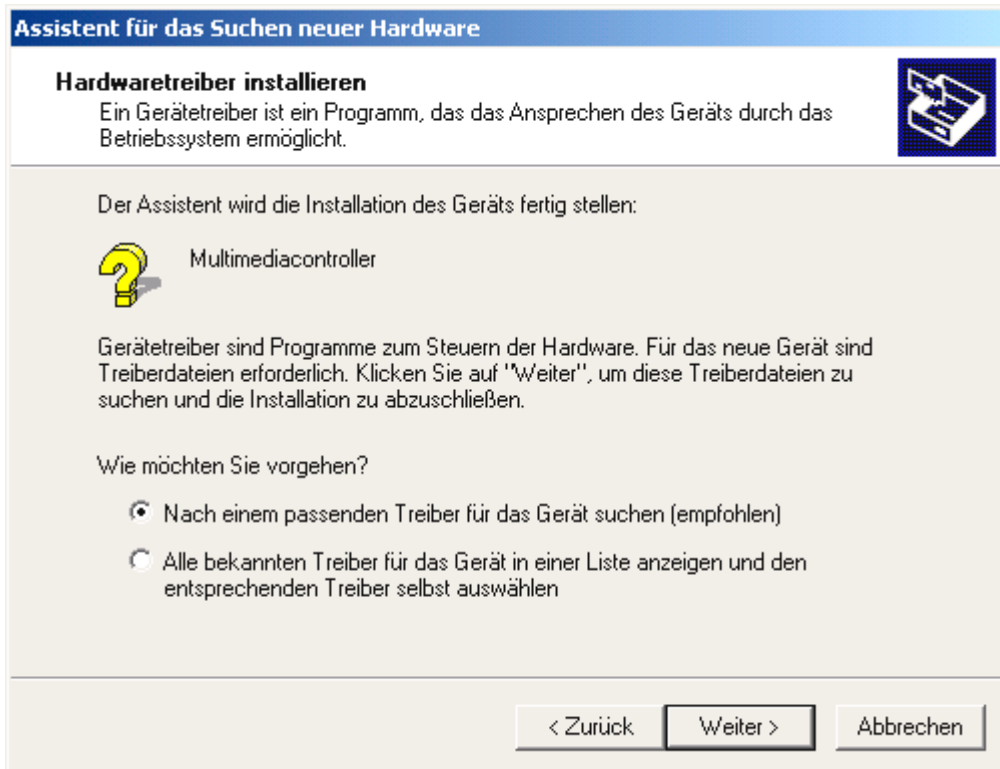 Assistent für das Suchen neuer Hardware
Hardwaretreiber installieren
Ein Gerätetreiber ist ein Programm, das das Ansprechen des Geräts durch das
Betriebssystem ermöglicht.
Der Assistent wird die Installation des Geräts fertig stellen:
Multimediacontroller
Gerätetreiber sind Programme zum Steuern der Hardware. Für das neue Gerät sind
Treiberdateien erforderlich. Klicken Sie auf "Weiter", um diese Treiberdateien zu
suchen und die Installation zu abzuschließen.
Wie möchten Sie vorgehen?
Nach einem passenden Treiber für das Gerät suchen (empfohlen)
Alle bekannten Treiber für das Gerät in einer Liste anzeigen und den
entsprechenden Treiber selbst auswählen
< Zurück Weiter > Abbrechen